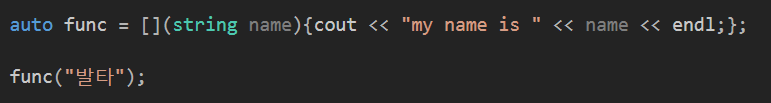 auto func = [](string name){cout << "my name is " << name << endl;};
func("발타");